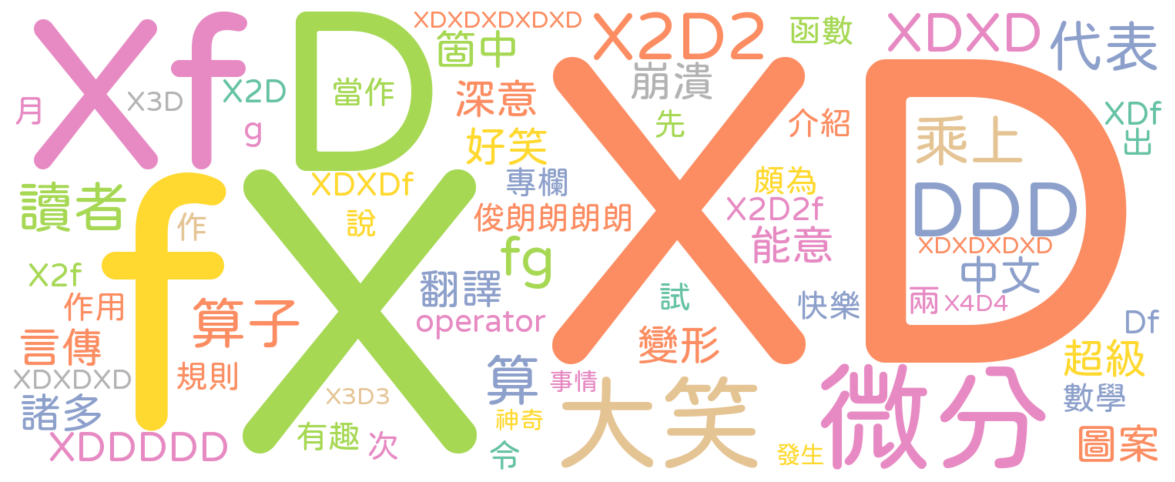 Xf
D
XDXDXDXDXD
X2D2
函數
XDXD
代表
箇中
月
X3D
X2D
當作
深意
崩潰
g
先
介紹
XD
乘上
XDf
出
好笑
讀者
f
X
XDXDf
專欄
頗為
DDD
作
說
俊朗朗朗朗
X2D2f
能意
XDXDXDXD
X2f
fg
中文
翻譯
試
快樂
兩
X4D4
作用
算子
operator
Df
言傳
變形
超級
XDXDXD
規則
算
事情
微分
諸多
X3D3
神奇
大笑
數學
XDDDDD
有趣
次
令
發生
圖案